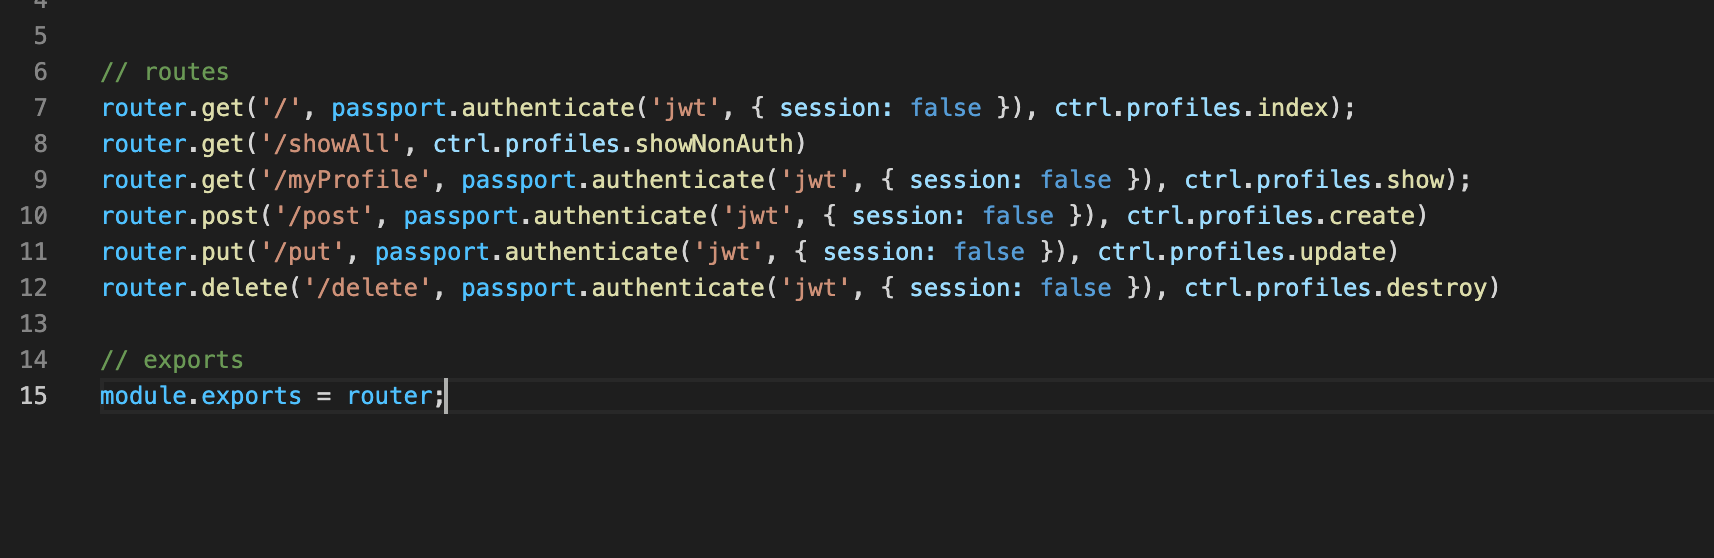 5
6 // routes
7 router.get('/', passport.authenticate('jwt', { session: false }), ctrl.profiles.index);
8 router.get('/showAll', ctrl.profiles.showNonAuth)
9 router.get('/myProfile', passport.authenticate('jwt', { session: false }), ctrl.profiles.show);
10 router.post('/post', passport.authenticate('jwt', { session: false }), ctrl.profiles.create)
11 router.put('/put', passport.authenticate('jwt', { session: false }), ctrl.profiles.update)
12 router.delete('/delete', passport.authenticate('jwt', { session: false }), ctrl.profiles.destroy)
13
14 // exports
15 module.exports = router;